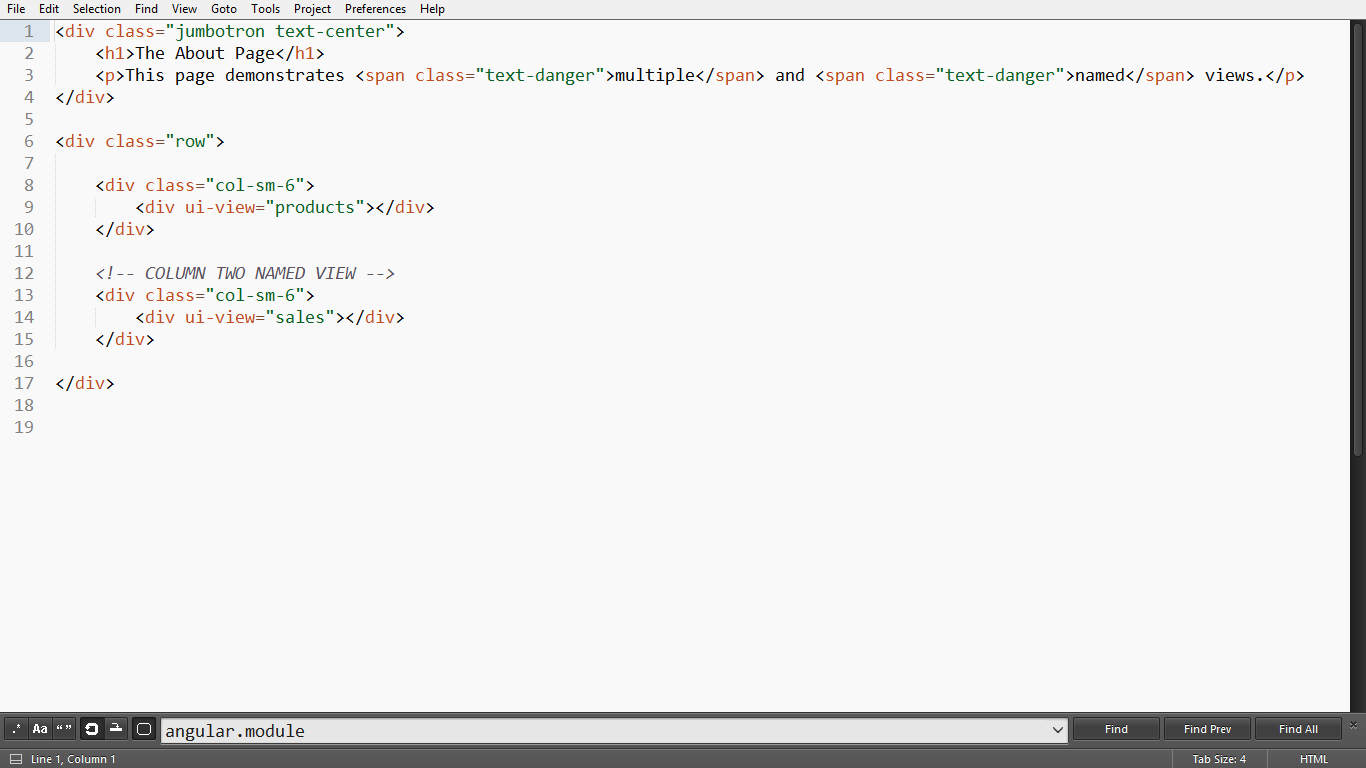 File Edit Selection Find View Goto Tools Project Preferences Help
1 <div class="jumbotron text-center">
2     <h1>The About Page</h1>
3     <p>This page demonstrates <span class="text-danger">multiple</span> and <span class="text-danger">named</span> views.</p>
4 </div>
5
6 <div class="row">
7
8     <div class="col-sm-6">
9         <div ui-view="products"></div>
10     </div>
11
12     <!-- COLUMN TWO NAMED VIEW -->
13     <div class="col-sm-6">
14         <div ui-view="sales"></div>
15     </div>
16
17 </div>
18
19
.* Aa “” angular.module Find Find Prev Find All
Line 1, Column 1 Tab Size: 4 HTML